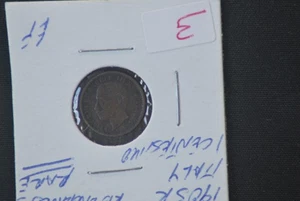 1905R
ITALY
1 CENTESIMO
RARE
EF
3